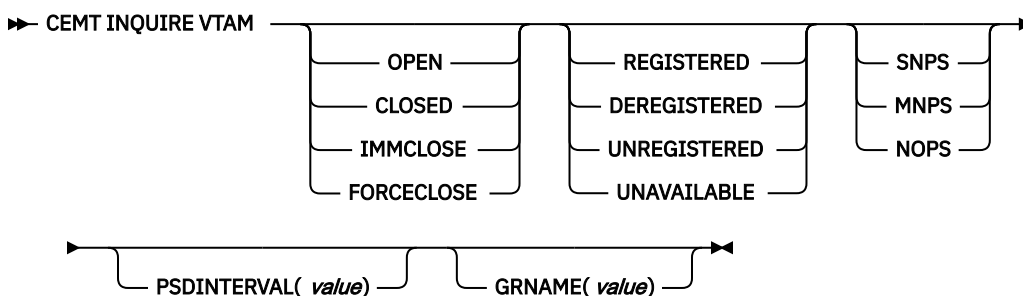 CEMT INQUIRE VTAM
OPEN REGISTERED SNPS
CLOSED DEREGISTERED MNPS
IMMCLOSE UNREGISTERED NOPS
FORCECLOSE UNAVAILABLE
PSDINTERVAL( value) GRNAME( value)